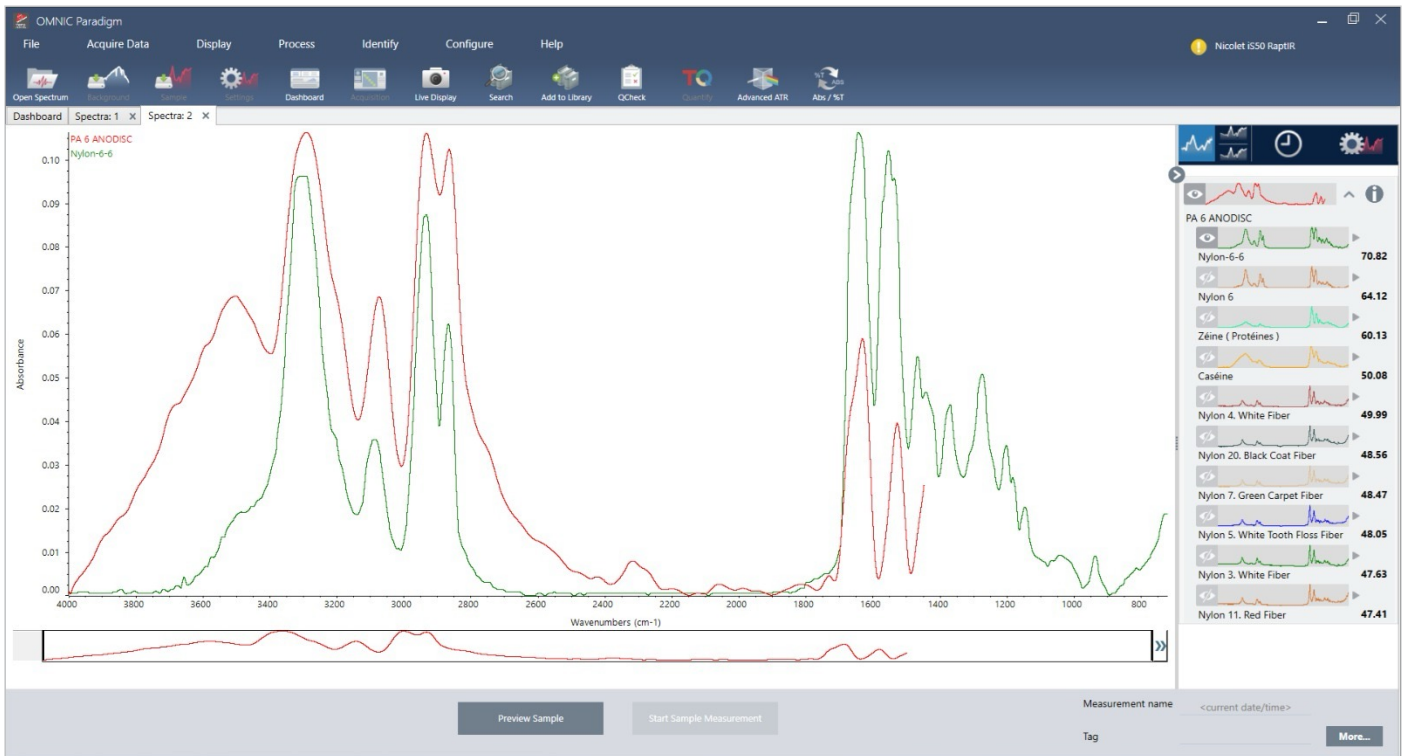 OMNIC Paradigm
File Acquire Data Display Process Identify Configure Help
Nicolet iS50 RaptIR
%T ABS
TQ
Open Spectrum Background Sample Settings Dashboard Acquisition Live Display Search Add to Library QCheck Quantify Advanced ATR Abs / %T
Dashboard Spectra: 1 X Spectra: 2 X
PA 6 ANODISC
Nylon-6-6
0.10
0.09
0.08
0.07
0.06
0.05
0.04
0.03
0.02
0.01
0.00
Absorbance
4000 3800 3600 3400 3200 3000 2800 2600 2400 2200 2000 1800 1600 1400 1200 1000 800
Wavenumbers (cm-1)
PA 6 ANODISC
Nylon-6-6 70.82
Nylon 6 64.12
Zéine ( Protéines ) 60.13
Caséine 50.08
Nylon 4. White Fiber 49.99
Nylon 20. Black Coat Fiber 48.56
Nylon 7. Green Carpet Fiber 48.47
Nylon 5. White Tooth Floss Fiber 48.05
Nylon 3. White Fiber 47.63
Nylon 11. Red Fiber 47.41
Preview Sample
Start Sample Measurement
Measurement name <current date/time>
Tag
More...